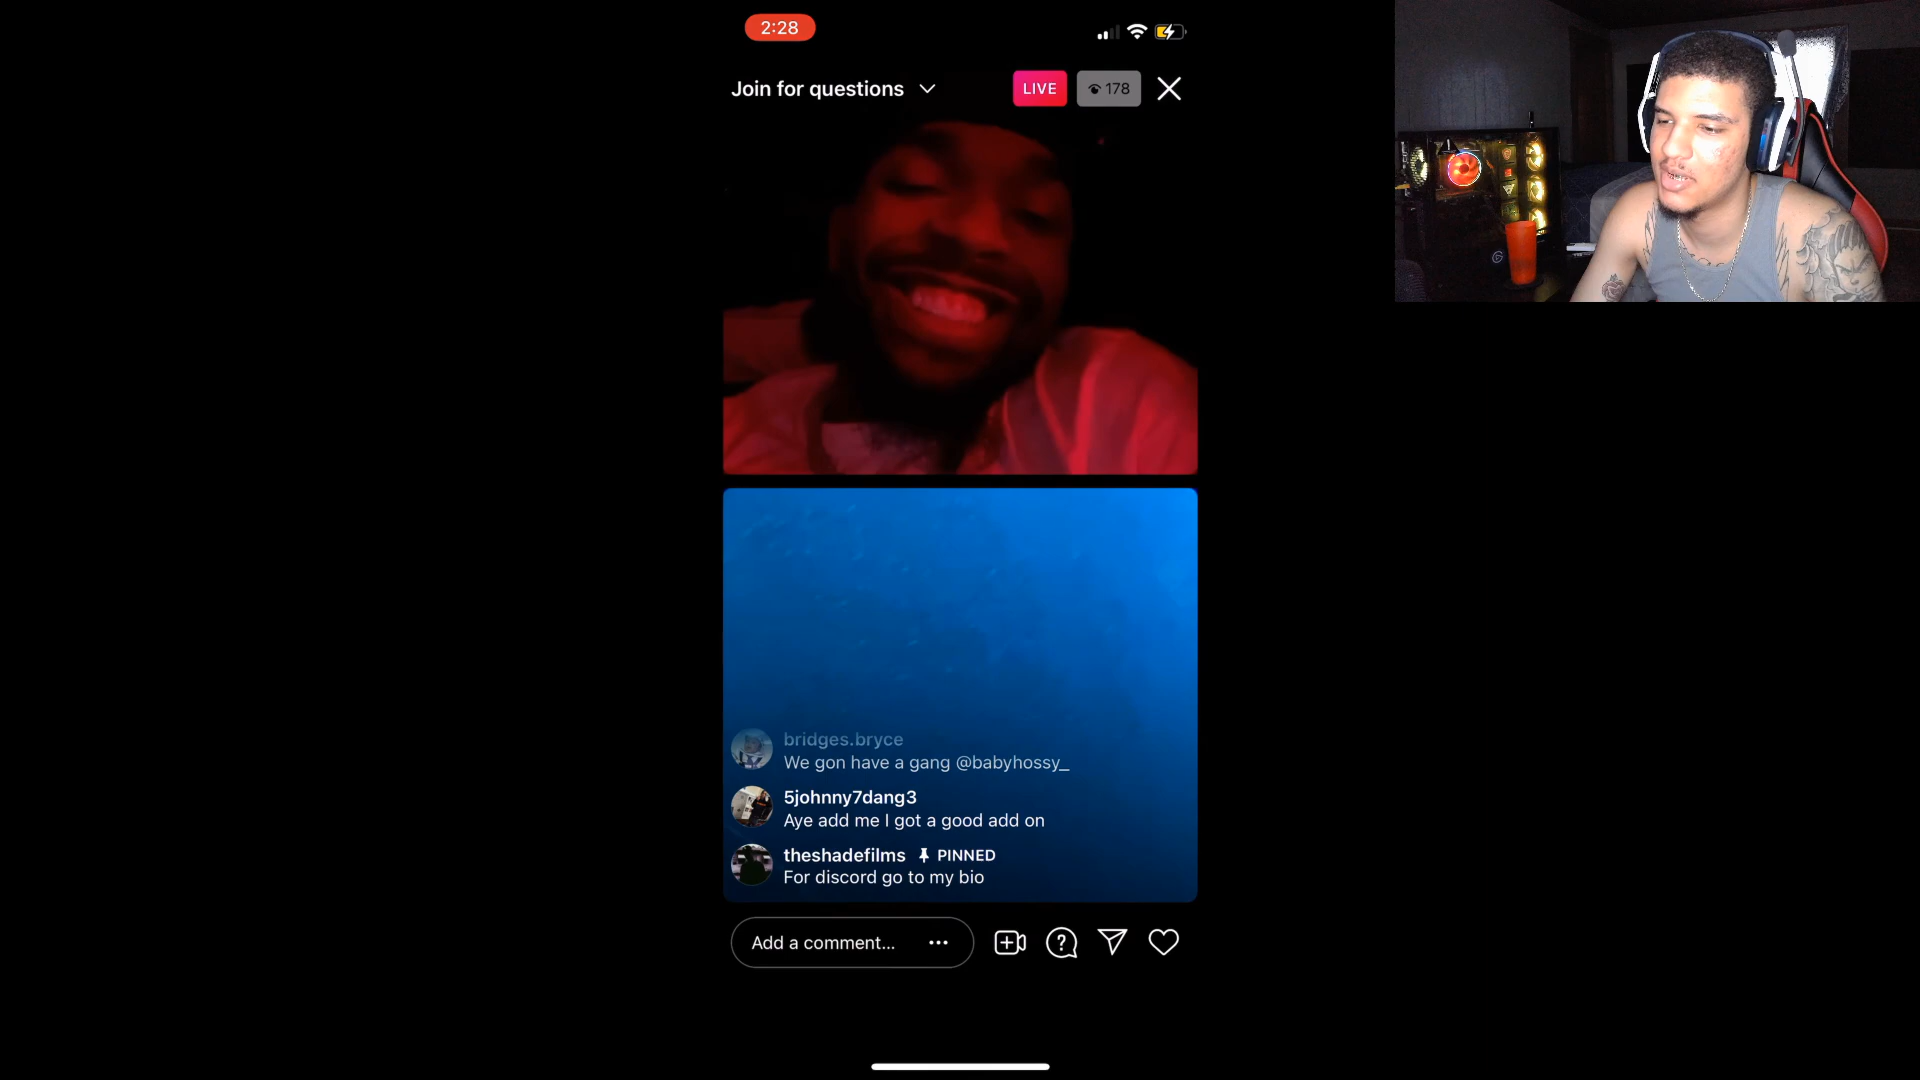 2:28
Join for questions
LIVE
178
bridges.bryce
We gon have a gang @babyhossy_
5johnny7dang3
Aye add me I got a good add on
theshadefilms PINNED
For discord go to my bio
Add a comment...